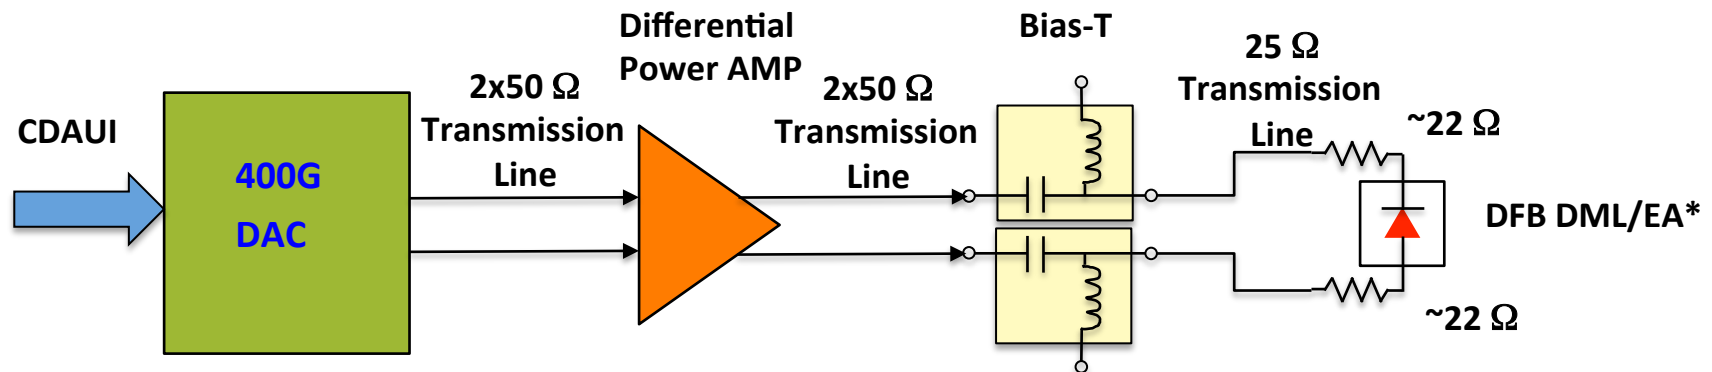 CDAUI
400G
DAC
2x50 Ω
Transmission
Line
Differential
Power AMP
2x50 Ω
Transmission
Line
Bias-T
25 Ω
Transmission
Line
~22 Ω
DFB DML/EA*
~22 Ω